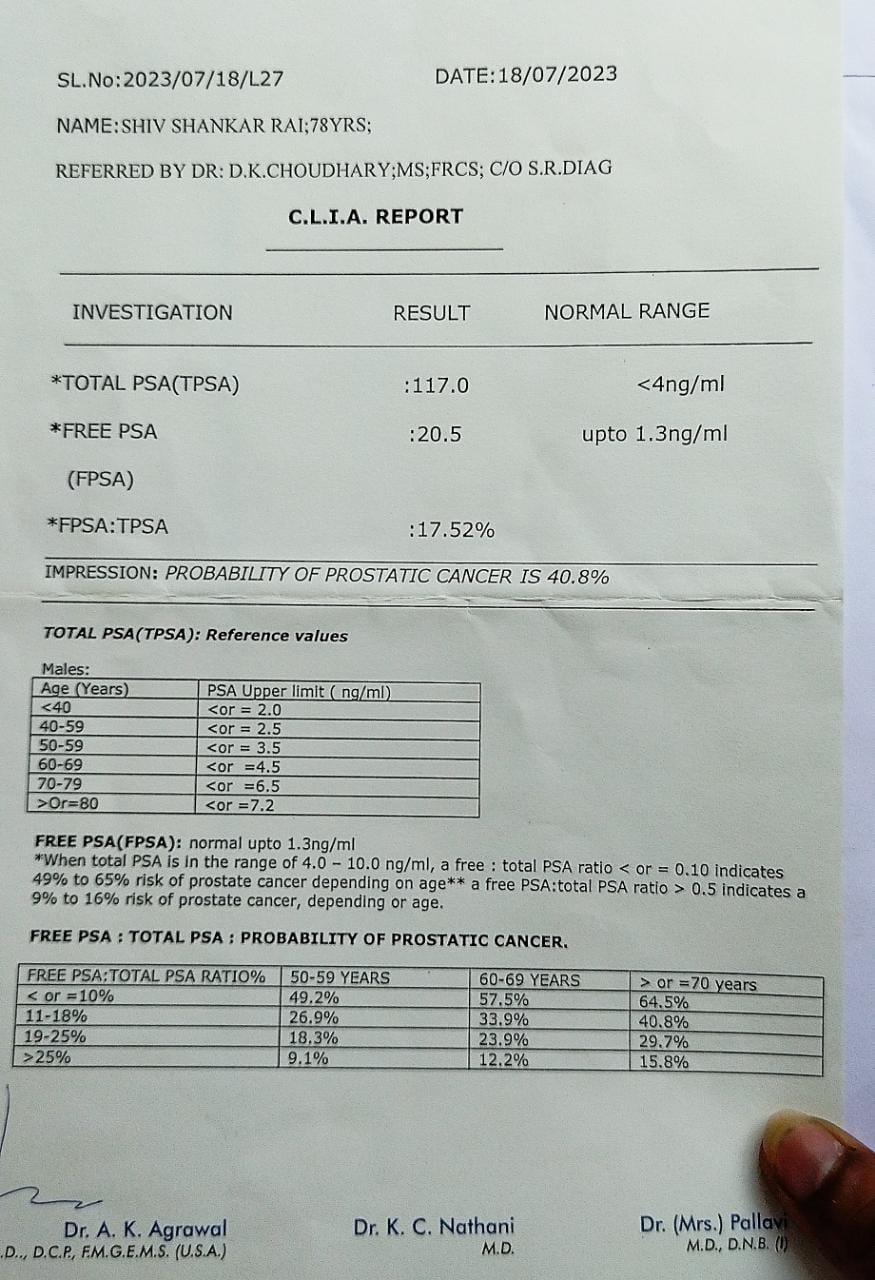 SL.No:2023/07/18/L27 DATE:18/07/2023
NAME:SHIV SHANKAR RAI;78YRS;
REFERRED BY DR: D.K.CHOUDHARY;MS;FRCS; C/O S.R.DIAG
C.L.I.A. REPORT
INVESTIGATION RESULT NORMAL RANGE
*TOTAL PSA(TPSA) :117.0 <4ng/ml
*FREE PSA :20.5 upto 1.3ng/ml
(FPSA)
*FPSA:TPSA :17.52%
IMPRESSION: PROBABILITY OF PROSTATIC CANCER IS 40.8%
TOTAL PSA(TPSA): Reference values
Males:
Age (Years) PSA Upper limit ( ng/ml)
<40 <or = 2.0
40-59 <or = 2.5
50-59 <or = 3.5
60-69 <or =4.5
70-79 <or =6.5
>Or=80 <or =7.2
FREE PSA(FPSA): normal upto 1.3ng/ml
*When total PSA is in the range of 4.0 – 10.0 ng/ml, a free : total PSA ratio < or = 0.10 indicates
49% to 65% risk of prostate cancer depending on age** a free PSA:total PSA ratio > 0.5 indicates a
9% to 16% risk of prostate cancer, depending or age.
FREE PSA : TOTAL PSA : PROBABILITY OF PROSTATIC CANCER.
FREE PSA:TOTAL PSA RATIO% 50-59 YEARS 60-69 YEARS > or =70 years
< or =10% 49.2% 57.5% 64.5%
11-18% 26.9% 33.9% 40.8%
19-25% 18.3% 23.9% 29.7%
>25% 9.1% 12.2% 15.8%
Dr. A. K. Agrawal Dr. K. C. Nathani Dr. (Mrs.) Pallavi
.D.., D.C.P., F.M.G.E.M.S. (U.S.A.) M.D. M.D., D.N.B. (I)